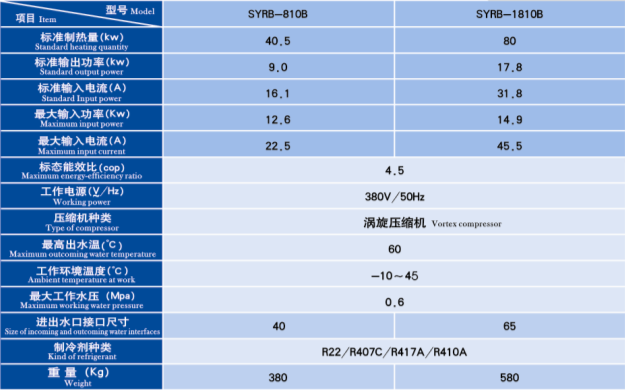 型号 Model
项目 Item
SYRB—810B
SYRB—1810B
标准制热量(kw)
Standard heating quantity
40.5
80
标准输出功率(kw)
Standard output power
9.0
17.8
标准输入电流(A)
Standard Input power
16.1
31.8
最大输入功率(Kw)
Maximum input power
12.6
14.9
最大输入电流(A)
Maximum input current
22.5
45.5
标态能效比(cop)
Maximum energy-efficiency ratio
4.5
工作电源(V/Hz)
Working power
380V/50Hz
压缩机种类
Type of compressor
涡旋压缩机 Vortex compressor
最高出水温(℃)
Maximum outcoming water temperature
60
工作环境温度(℃)
Ambient temperature at work
—10～45
最大工作水压 (Mpa)
Maximum working water pressure
0.6
进出水口接口尺寸
Size of incoming and outcoming water interfaces
40
65
制冷剂种类
Kind of refrigerant
R22/R407C/R417A/R410A
重 量 (Kg)
Weight
380
580